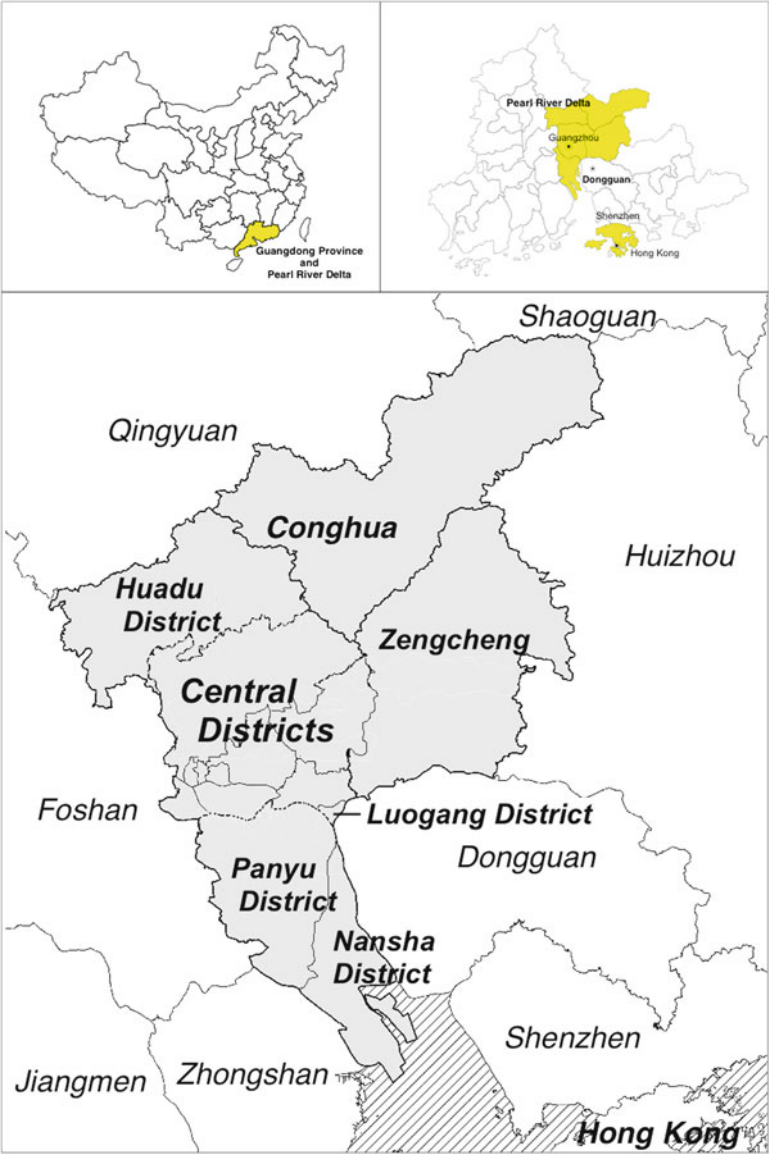 Guangdong Province
and
Pearl River Delta
Pearl River Delta
Guangzhou
Dongguan
Shenzhen
Hong Kong
Shaoguan
Qingyuan
Conghua
Huizhou
Huadu
District
Zengcheng
Central
Districts
Foshan
Luogang District
Dongguan
Panyu
District
Nansha
District
Shenzhen
Jiangmen
Zhongshan
Hong Kong